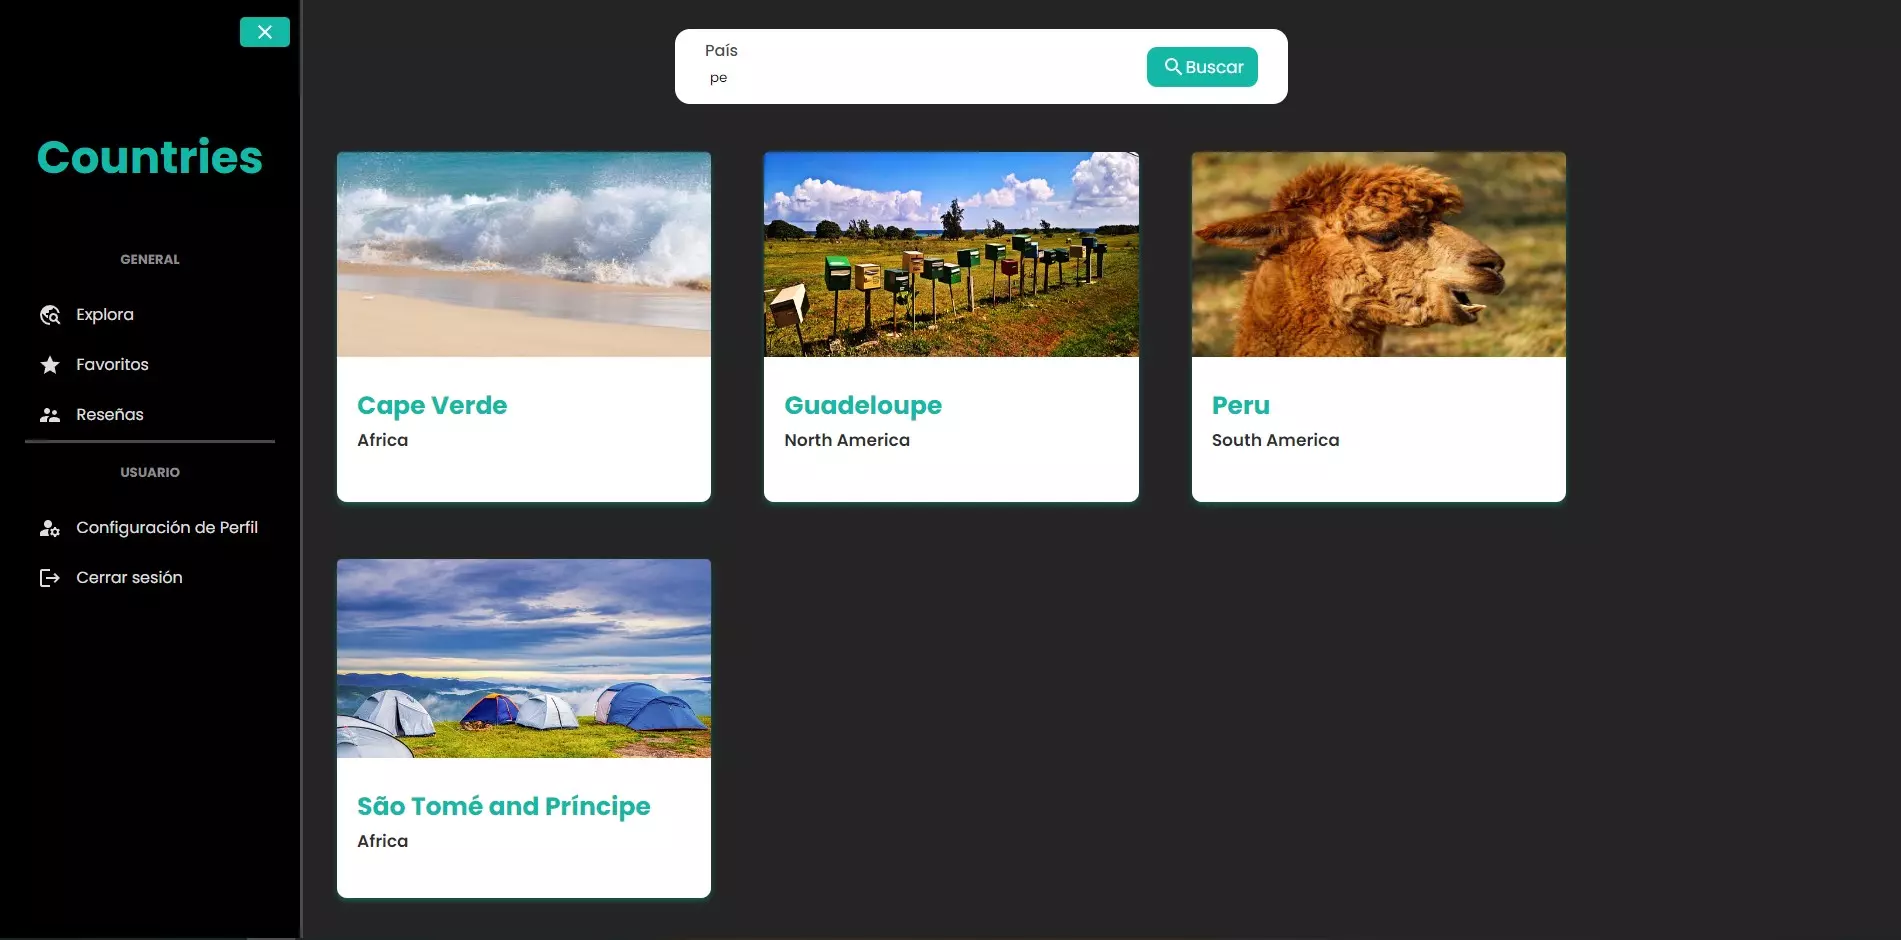 Countries
GENERAL
Explora
Favoritos
Reseñas
USUARIO
Configuración de Perfil
Cerrar sesión
País
pe
Buscar
Cape Verde
Africa
Guadeloupe
North America
Peru
South America
São Tomé and Príncipe
Africa